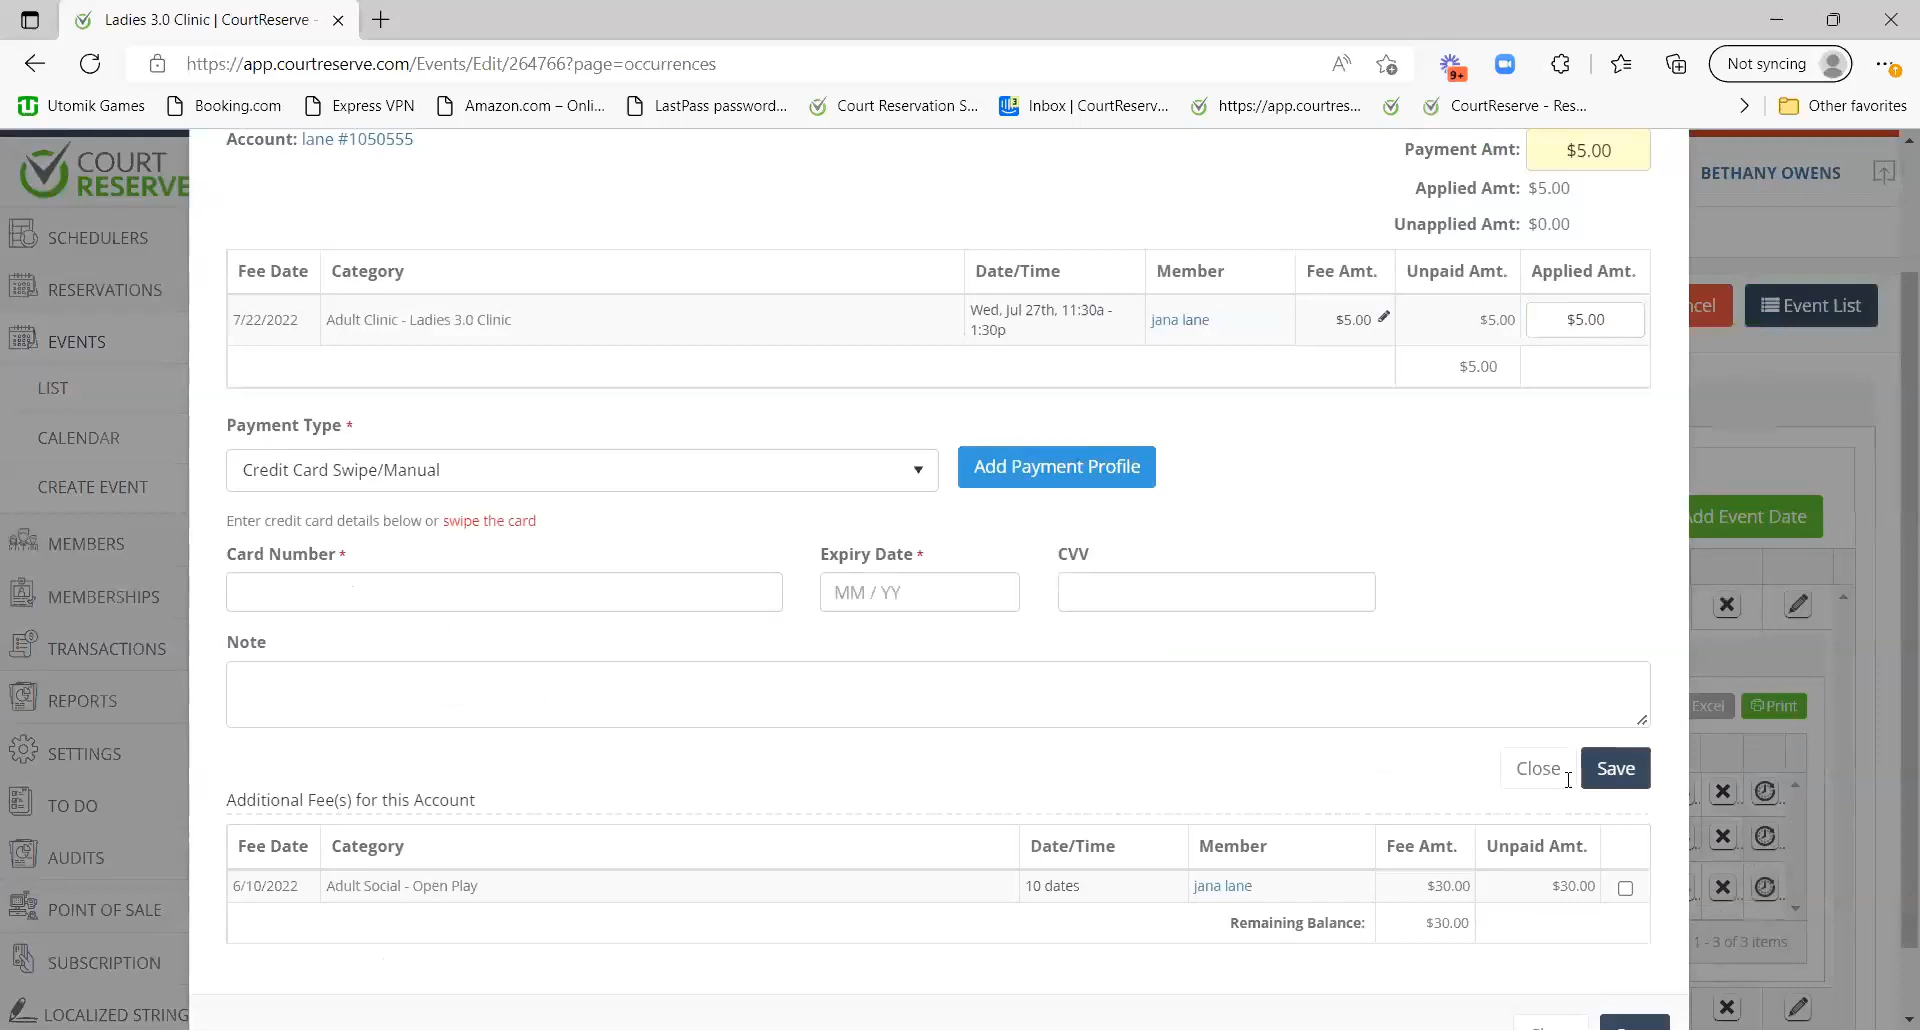 Ladies 3.0 Clinic | CourtReserve -
https://app.courtreserve.com/Events/Edit/264766?page=occurrences
9+
Not syncing
Utomik Games
Booking.com
Express VPN
Amazon.com – Onli...
LastPass password...
Court Reservation S...
Inbox | CourtReserv...
https://app.courtres...
CourtReserve - Res...
Other favorites
COURT
RESERVE
BETHANY OWENS
SCHEDULERS
RESERVATIONS
EVENTS
LIST
CALENDAR
CREATE EVENT
MEMBERS
MEMBERSHIPS
TRANSACTIONS
REPORTS
SETTINGS
TO DO
AUDITS
POINT OF SALE
SUBSCRIPTION
LOCALIZED STRING
Account: lane #1050555
Payment Amt: $5.00
Applied Amt: $5.00
Unapplied Amt: $0.00
Fee Date Category Date/Time Member Fee Amt. Unpaid Amt. Applied Amt.
7/22/2022 Adult Clinic - Ladies 3.0 Clinic Wed, Jul 27th, 11:30a -
1:30p jana lane $5.00 $5.00 $5.00
$5.00
Payment Type *
Credit Card Swipe/Manual
Add Payment Profile
Enter credit card details below or swipe the card
Card Number * Expiry Date * CVV
MM / YY
Note
Close Save
Additional Fee(s) for this Account
Fee Date Category Date/Time Member Fee Amt. Unpaid Amt.
6/10/2022 Adult Social - Open Play 10 dates jana lane $30.00 $30.00
Remaining Balance: $30.00
ncel
Event List
Add Event Date
Excel
Print
1 - 3 of 3 items